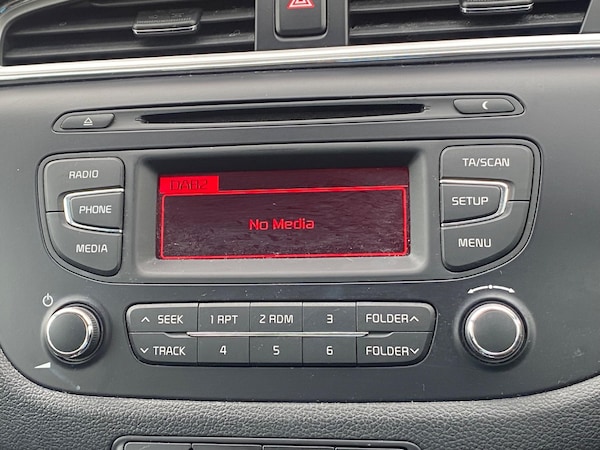 RADIO
PHONE
MEDIA
DAB2
No Media
TA/SCAN
SETUP
MENU
SEEK
1 RPT
2 RDM
3
FOLDER
TRACK
4
5
6
FOLDER